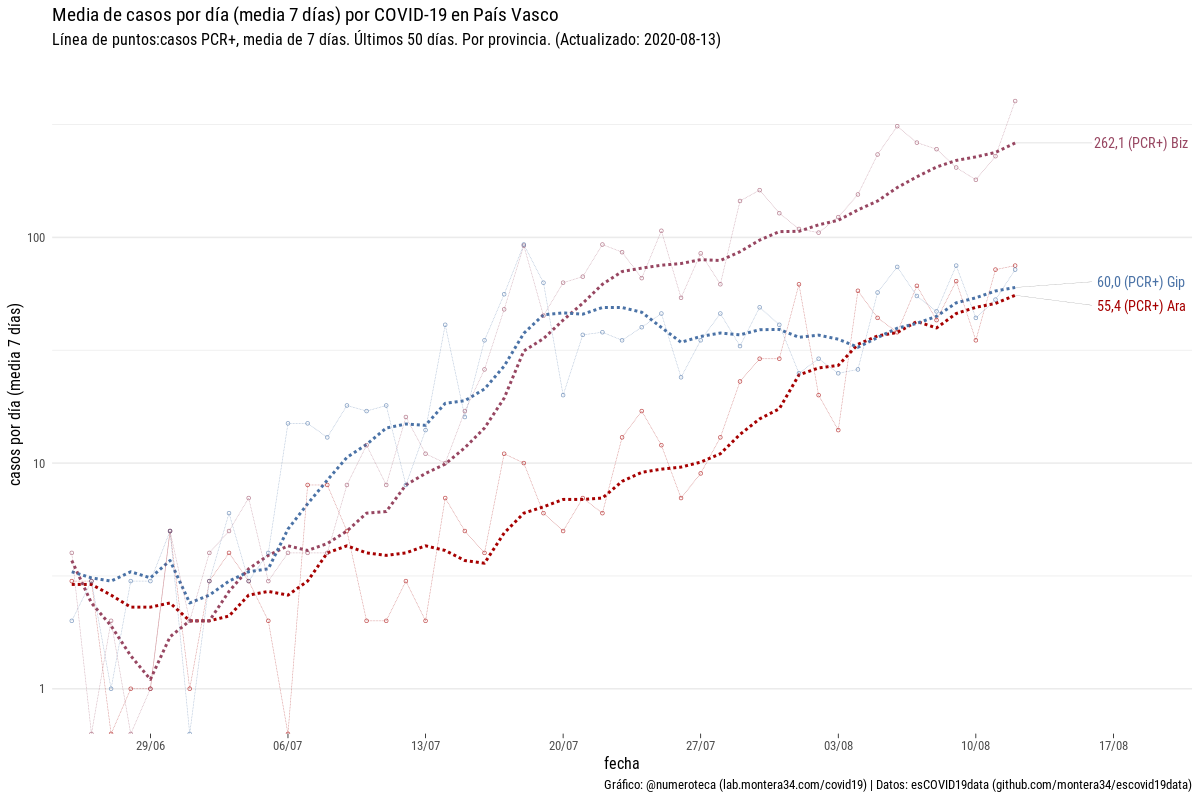 Media de casos por día (media 7 días) por COVID-19 en País Vasco
Línea de puntos:casos PCR+, media de 7 días. Últimos 50 días. Por provincia. (Actualizado: 2020-08-13)
casos por día (media 7 días)
100
10
1
262,1 (PCR+) Biz
60,0 (PCR+) Gip
55,4 (PCR+) Ara
29/06 06/07 13/07 20/07 27/07 03/08 10/08 17/08
fecha
Gráfico: @numeroteca (lab.montera34.com/covid19) | Datos: esCOVID19data (github.com/montera34/escovid19data)